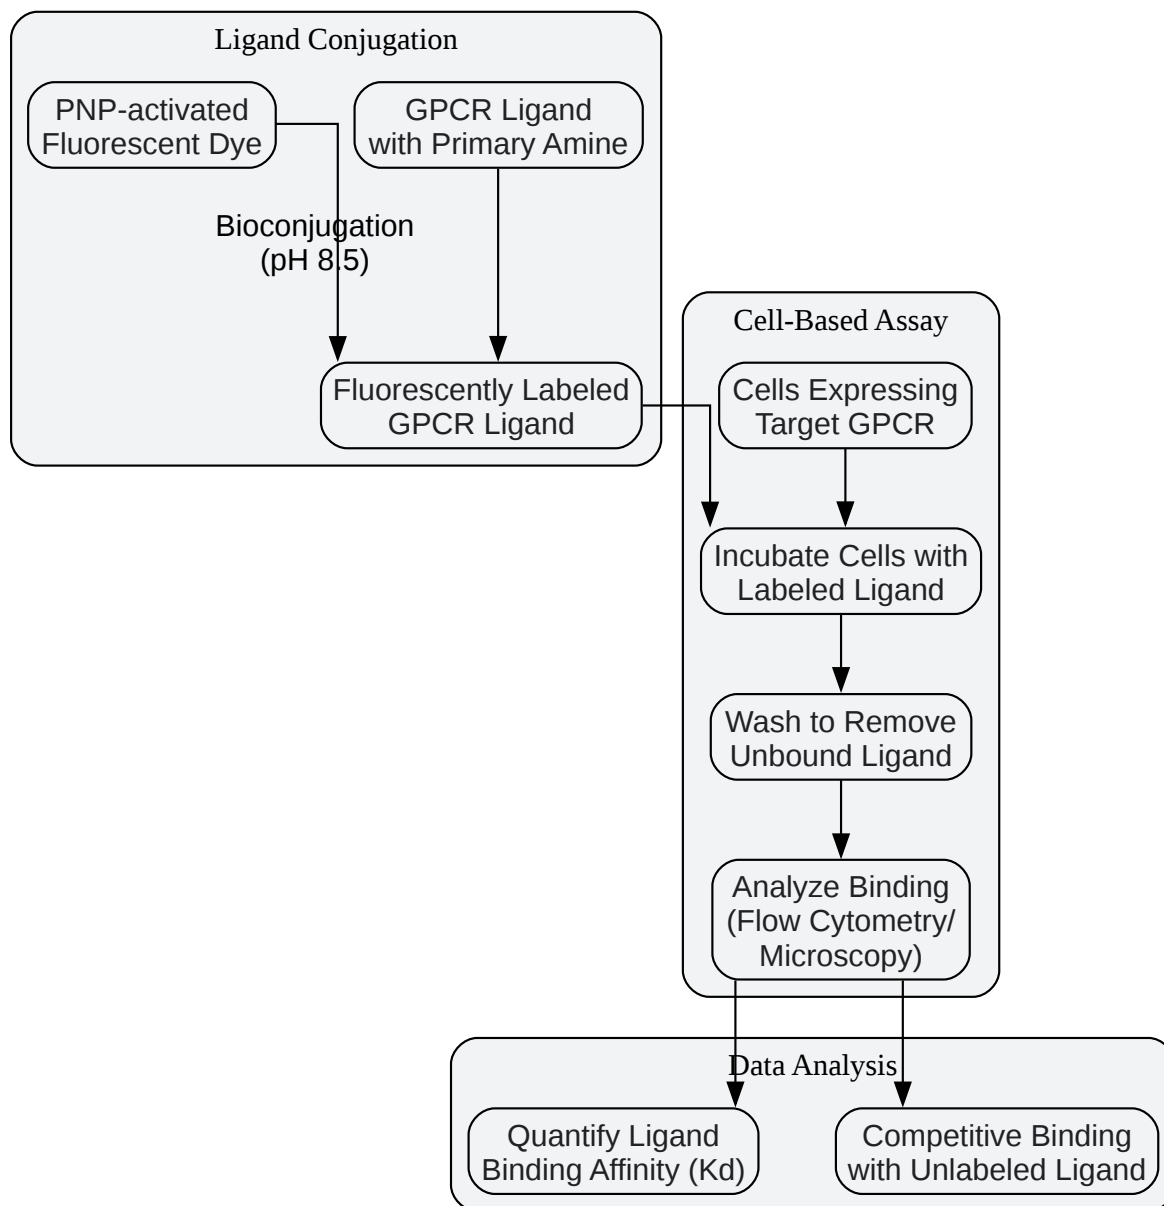 Ligand Conjugation
PNP-activated
Fluorescent Dye
GPCR Ligand
with Primary Amine
Bioconjugation
(pH 8.5)
Fluorescently Labeled
GPCR Ligand
Cell-Based Assay
Cells Expressing
Target GPCR
Incubate Cells with
Labeled Ligand
Wash to Remove
Unbound Ligand
Analyze Binding
(Flow Cytometry/
Microscopy)
Data Analysis
Quantify Ligand
Binding Affinity (Kd)
Competitive Binding
with Unlabeled Ligand